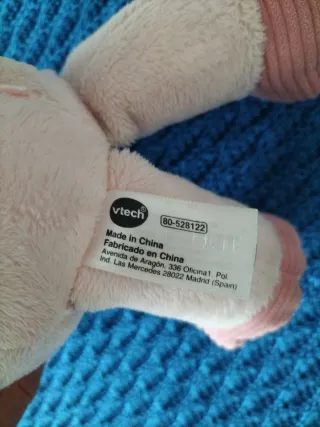 vtech
80-528122
Made in China
Fabricado en China
Avenida de Aragón, 336 Oficina1. Pol.
Ind. Las Mercedes 28022 Madrid (Spain)